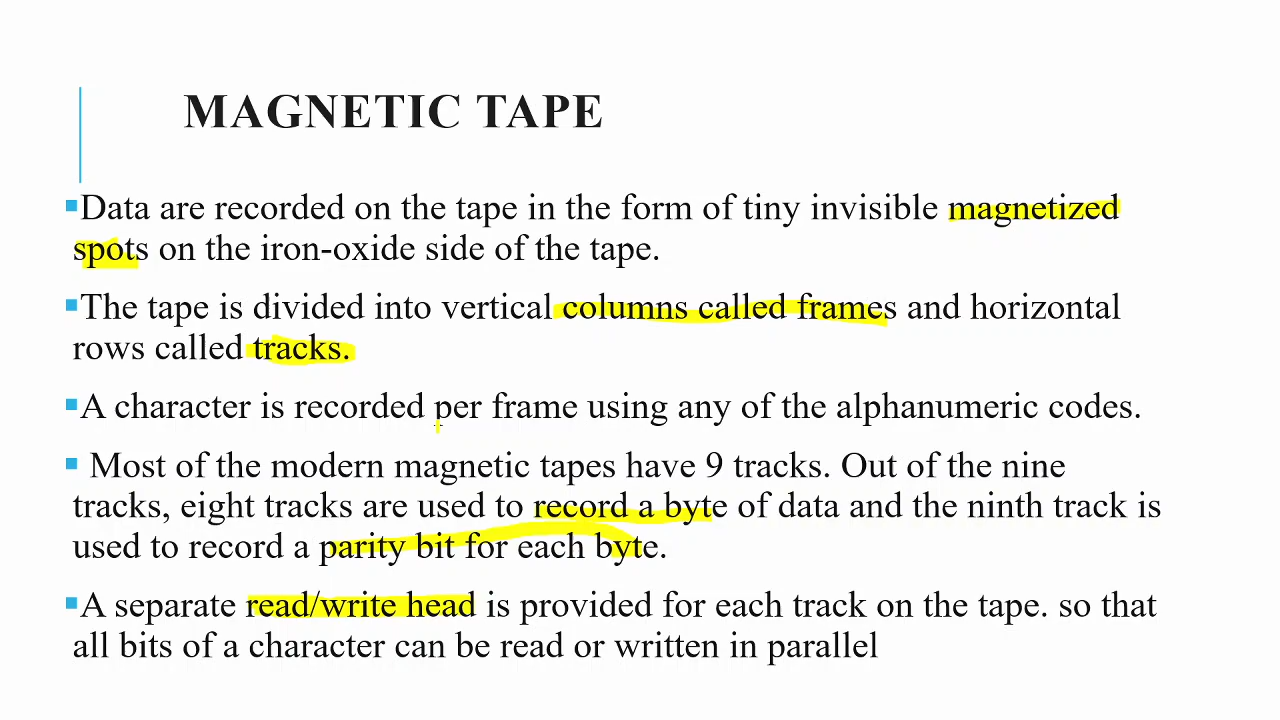 MAGNETIC TAPE
▪Data are recorded on the tape in the form of tiny invisible magnetized
spots on the iron-oxide side of the tape.
▪The tape is divided into vertical columns called frames and horizontal
rows called tracks.
▪A character is recorded per frame using any of the alphanumeric codes.
▪ Most of the modern magnetic tapes have 9 tracks. Out of the nine
tracks, eight tracks are used to record a byte of data and the ninth track is
used to record a parity bit for each byte.
▪A separate read/write head is provided for each track on the tape. so that
all bits of a character can be read or written in parallel